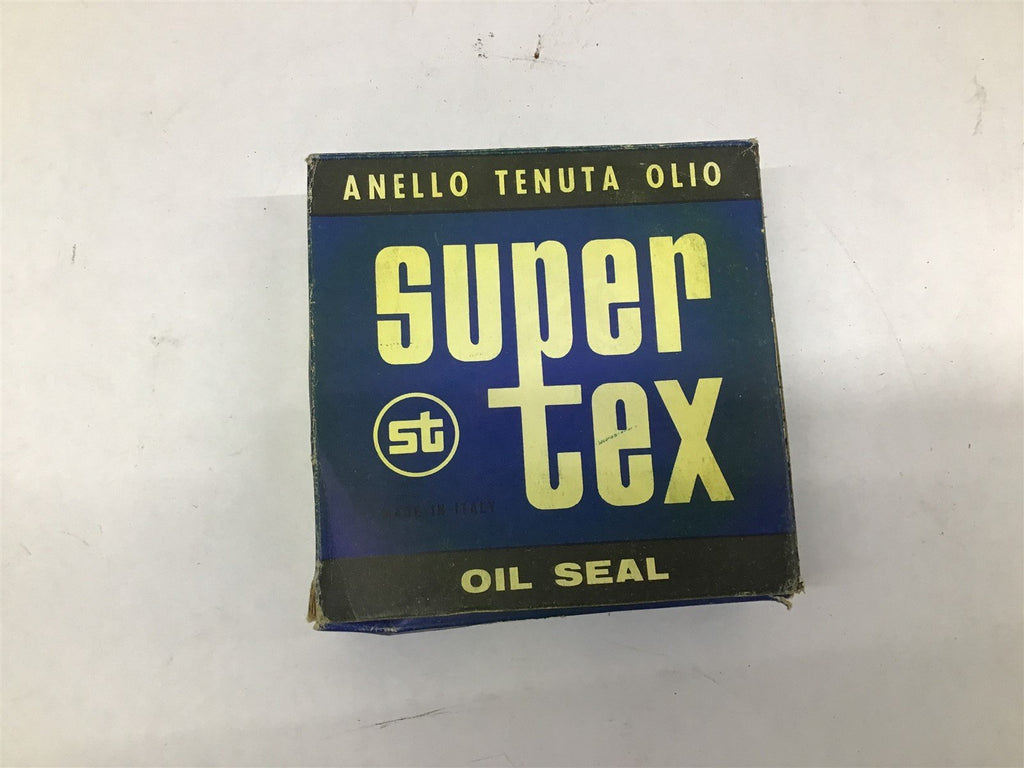 ANELLO TENUTA OLIO
super
tex
st
MADE IN ITALY
OIL SEAL